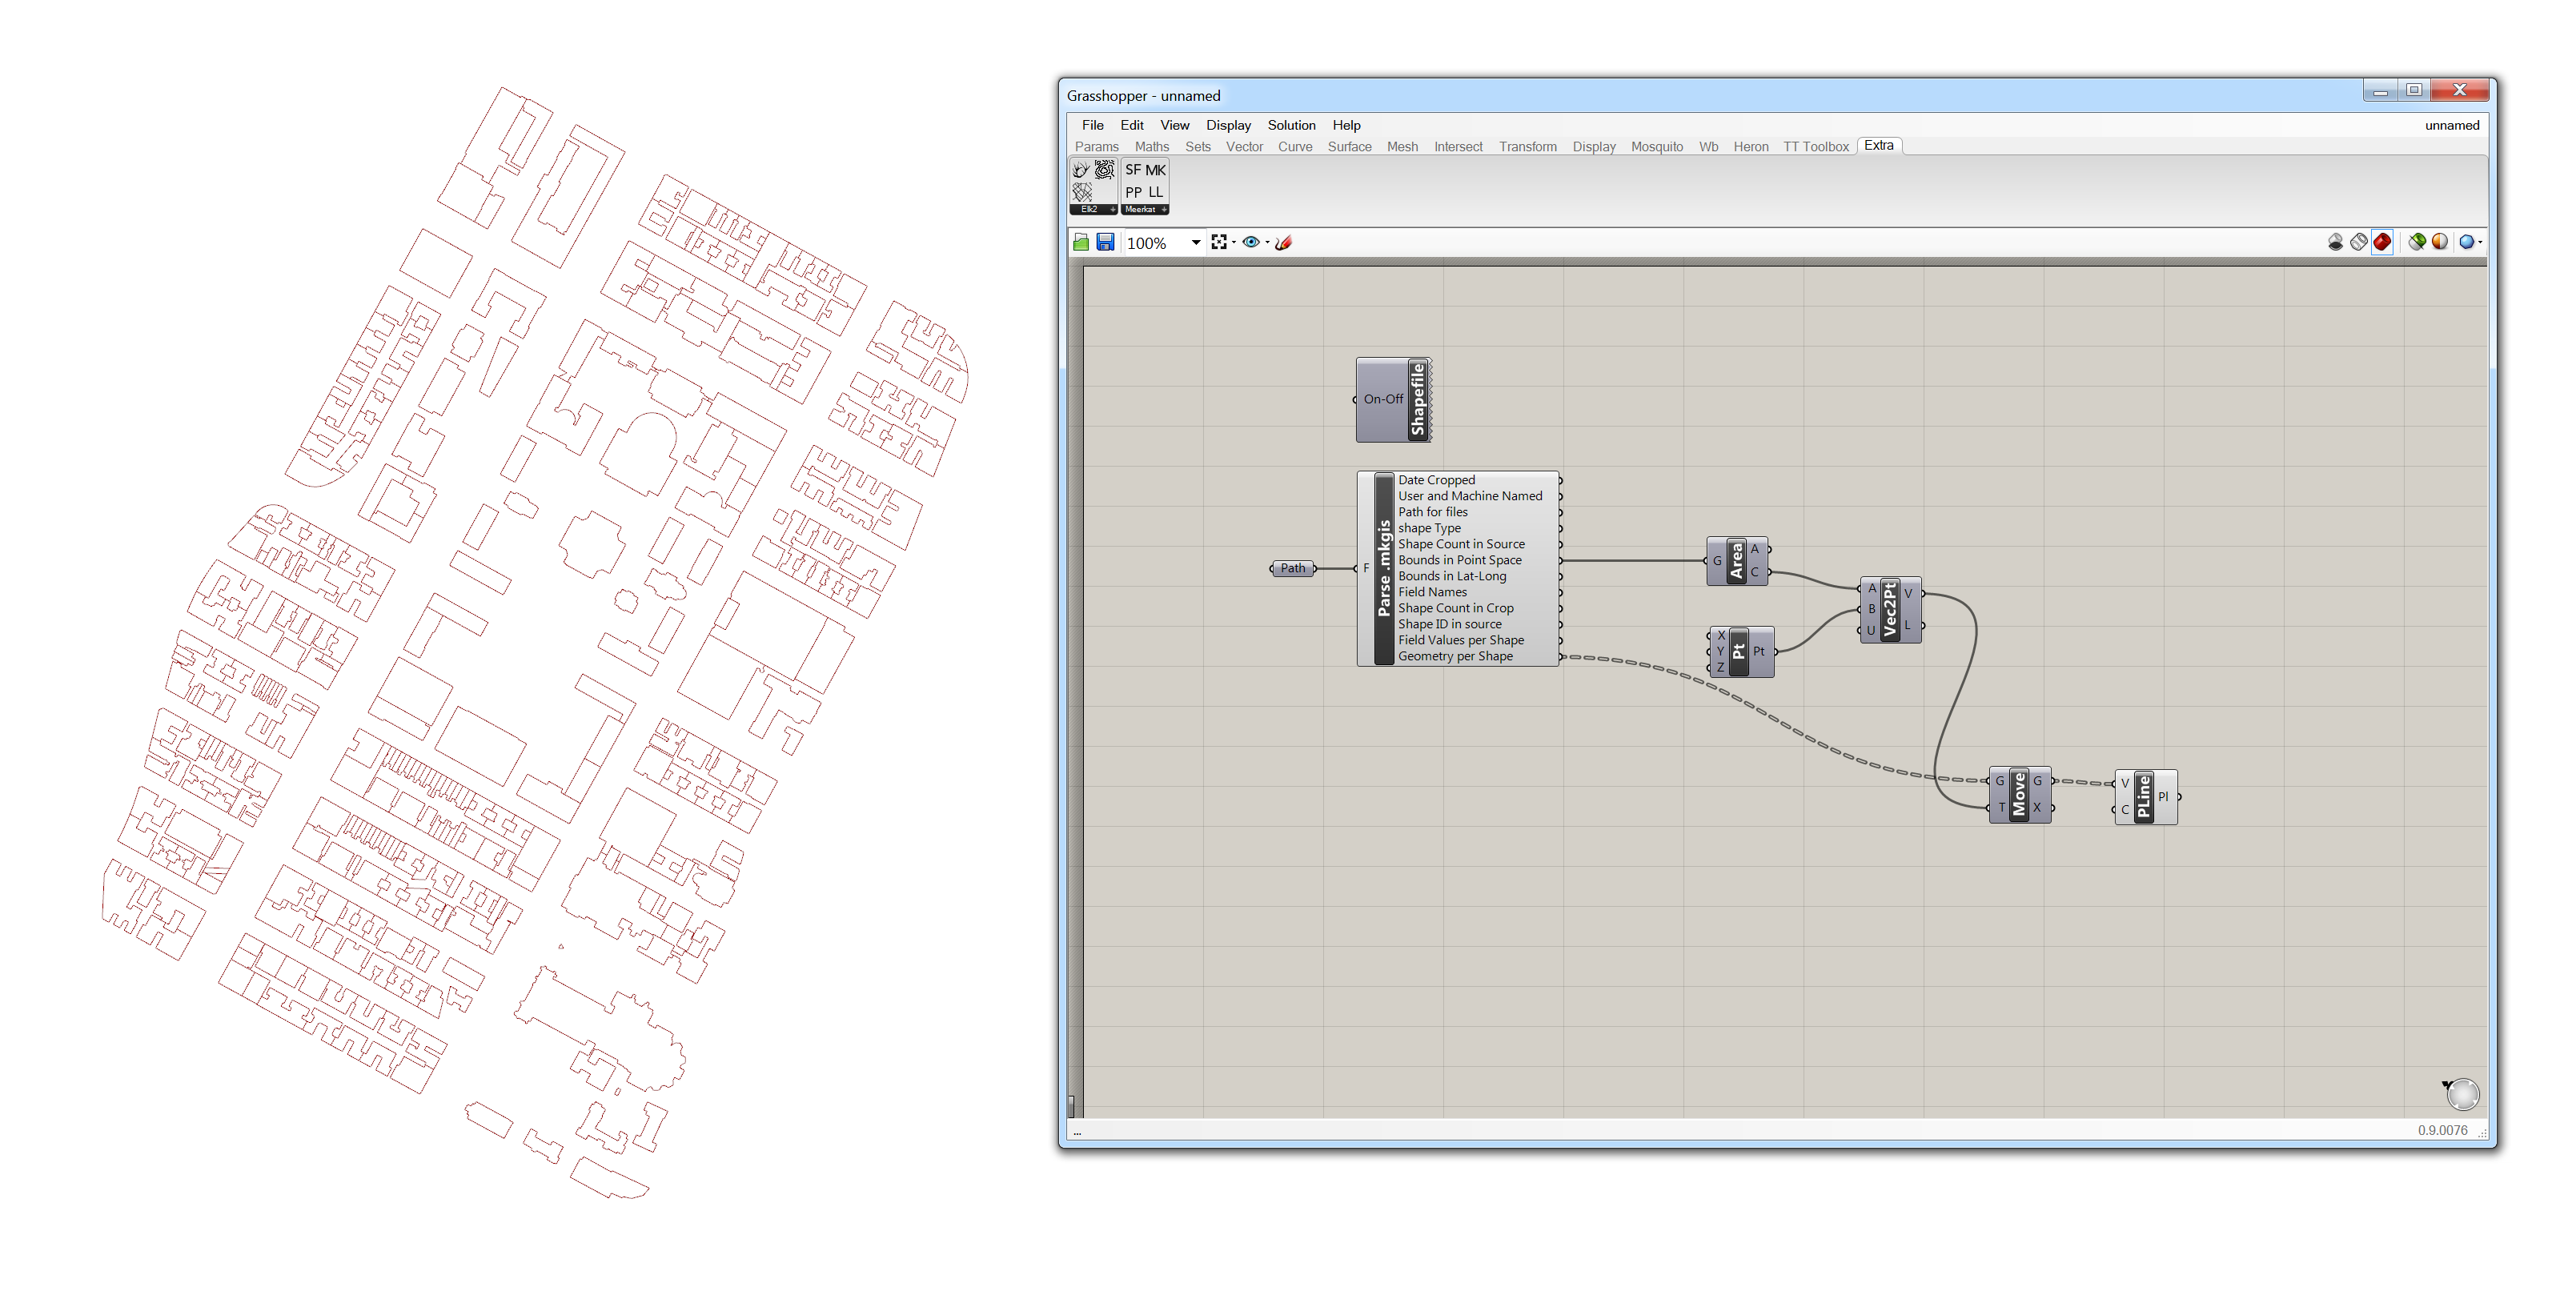 Grasshopper - unnamed
File Edit View Display Solution Help unnamed
Params Maths Sets Vector Curve Surface Mesh Intersect Transform Display Mosquito Wb Heron TT Toolbox Extra
SF MK
PP LL
Elk2 + Meerkat +
100%
On-Off Shapefile
Path
F Parse .mkgis
Date Cropped
User and Machine Named
Path for files
shape Type
Shape Count in Source
Bounds in Point Space
Bounds in Lat-Long
Field Names
Shape Count in Crop
Shape ID in source
Field Values per Shape
Geometry per Shape
G Area A C
A B U Vec2Pt V L
X Y Z Pt Pt
G T Move G X
V C PLine Pl
...
0.9.0076